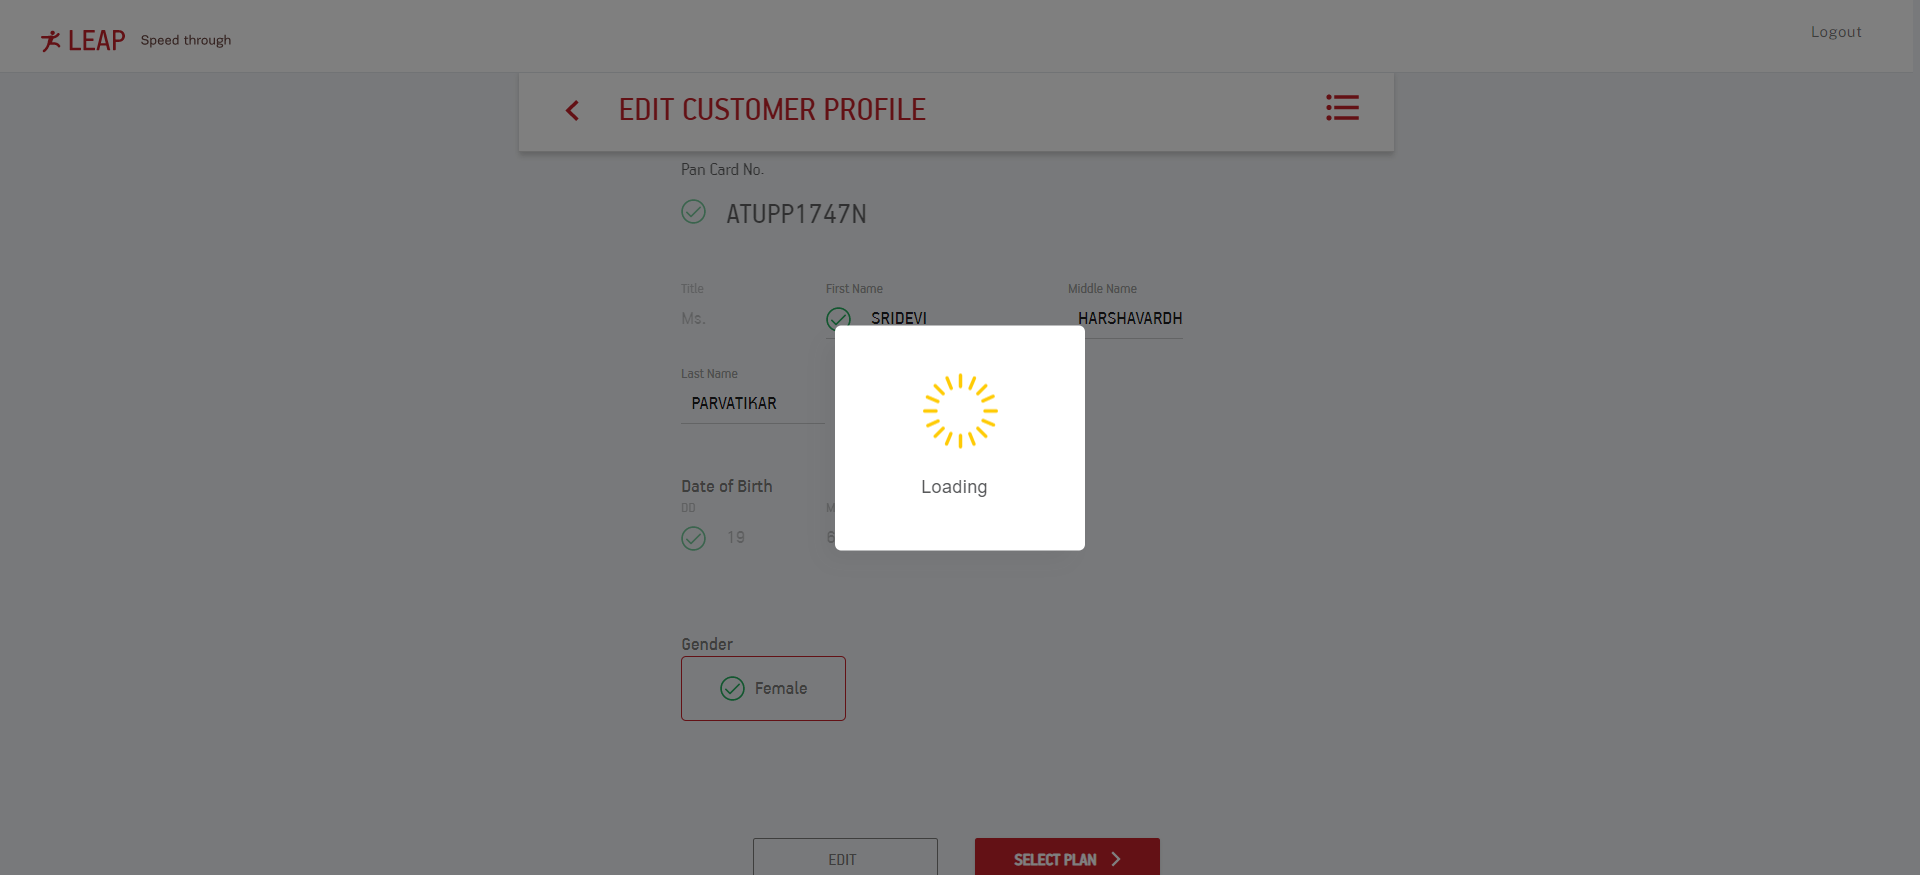 LEAP Speed through
Logout
EDIT CUSTOMER PROFILE
Pan Card No.
ATUPP1747N
Title First Name Middle Name
Ms. SRIDEVI HARSHAVARDH
Last Name
PARVATIKAR
Loading
Date of Birth
DD M
19 6
Gender
Female
EDIT SELECT PLAN